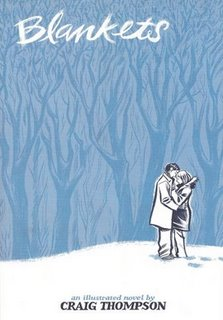 Blankets
an illustrated novel by
CRAIG THOMPSON